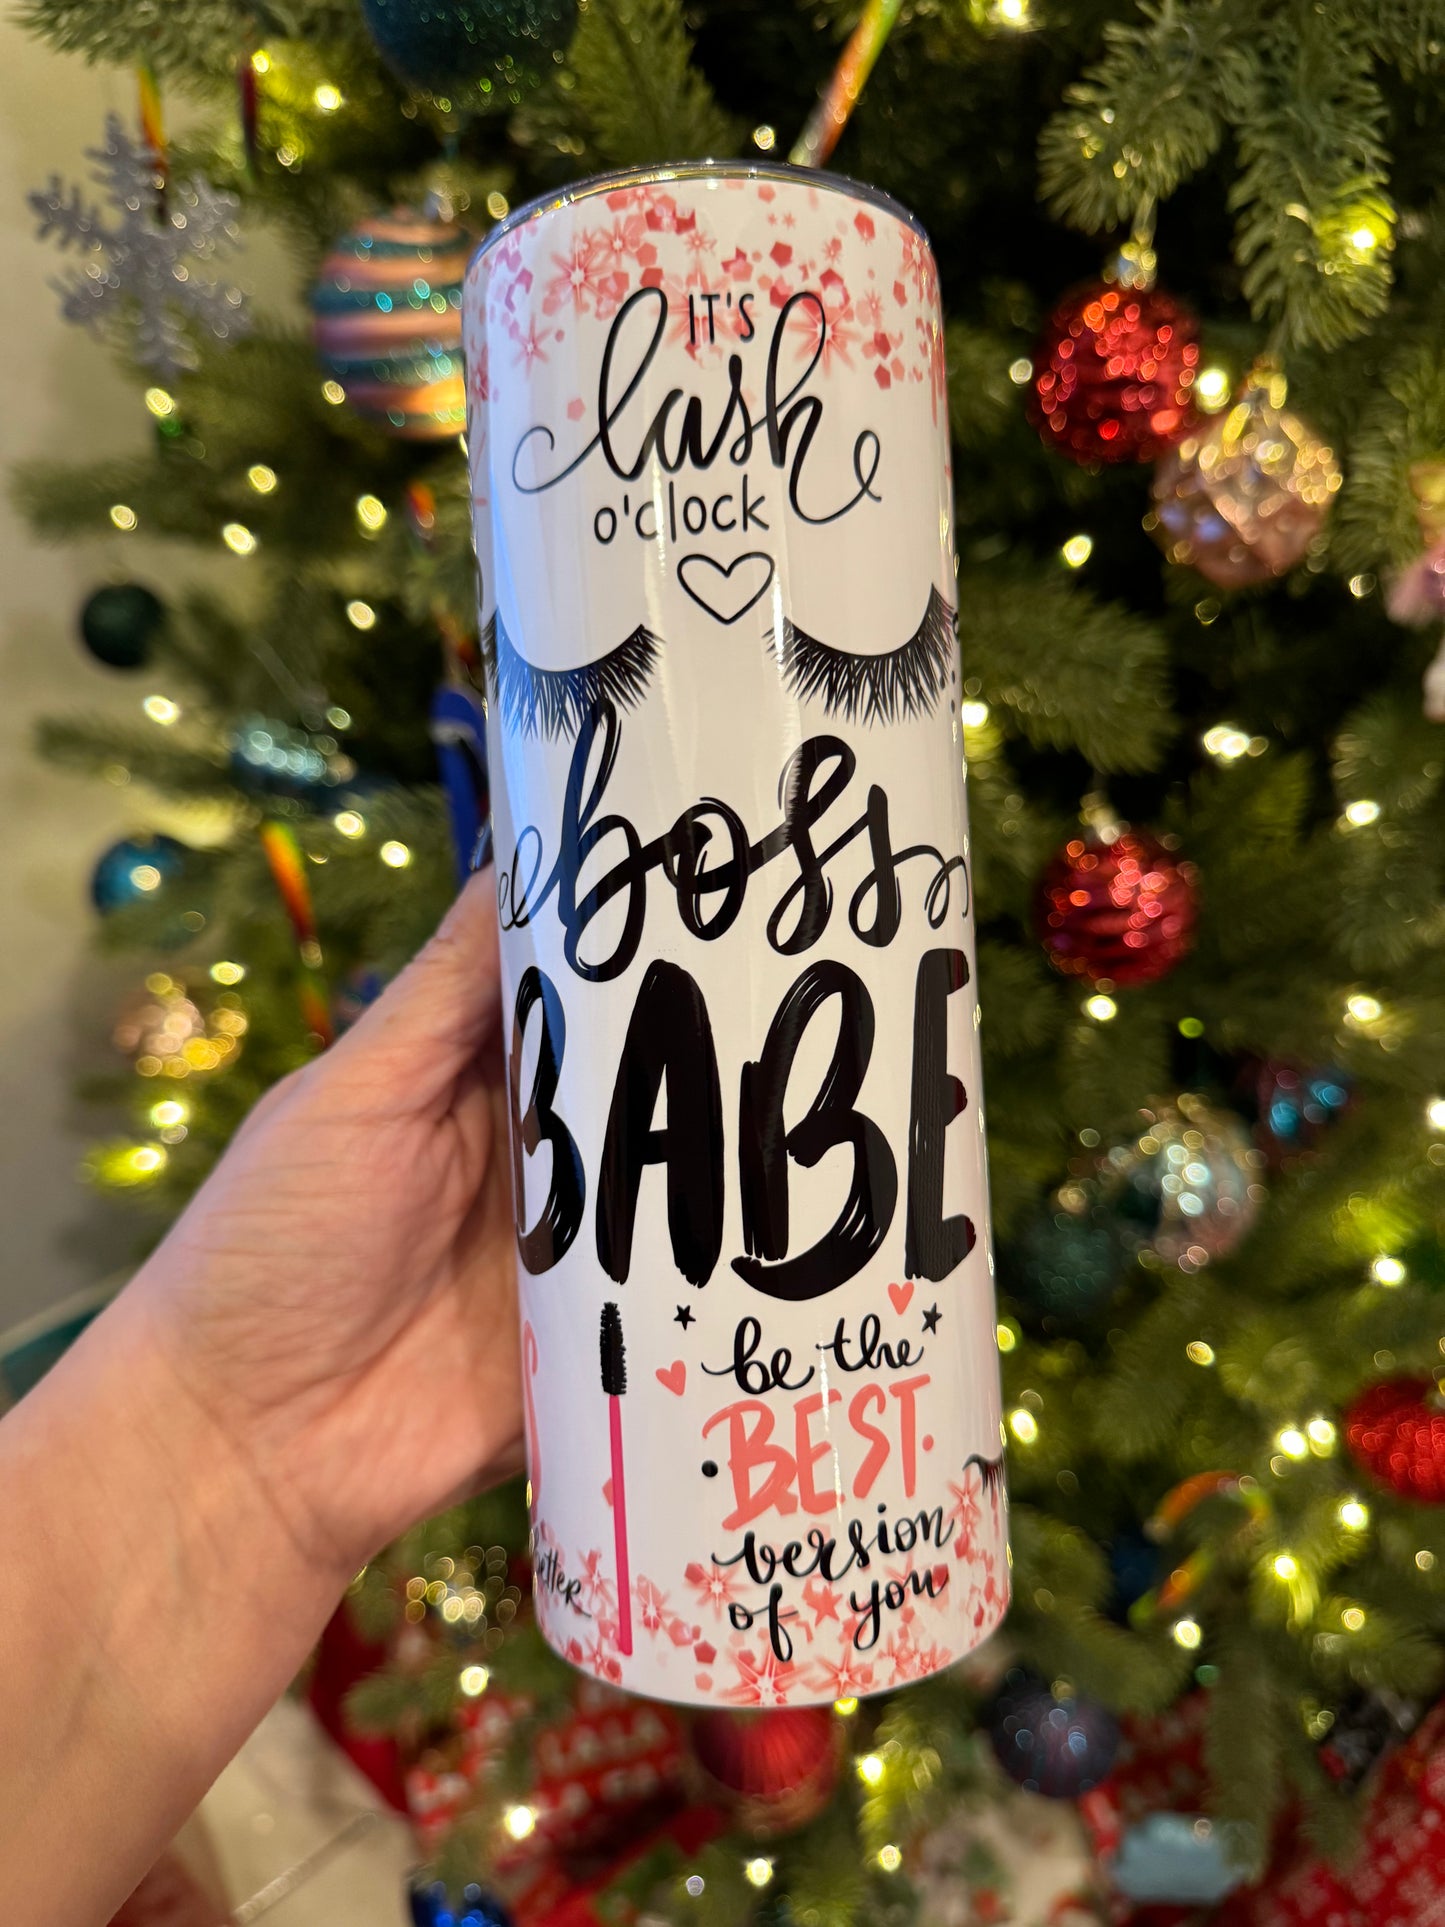 IT'S
lash
o'clock
boss
BABE
be the
BEST
version
of you